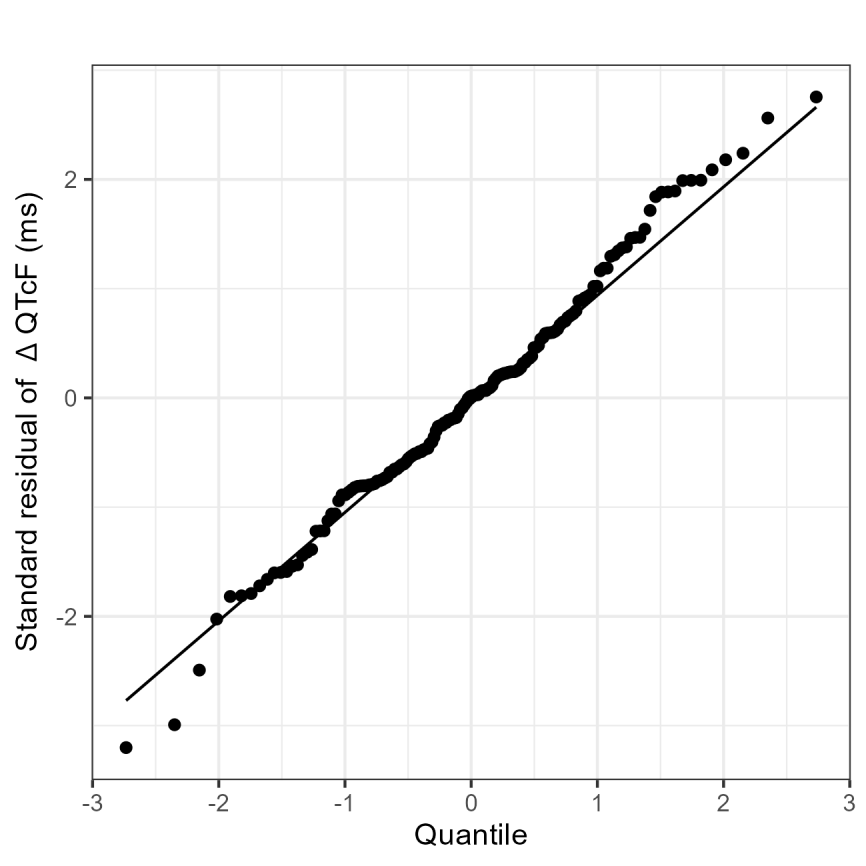 Standard residual of Δ QTcF (ms)
2
0
-2
-3 -2 -1 0 1 2 3
Quantile